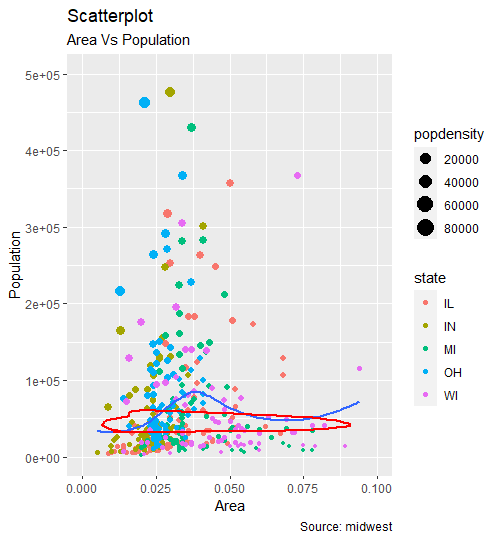 Scatterplot
Area Vs Population
5e+05
4e+05
3e+05
2e+05
1e+05
0e+00
Population
0.000 0.025 0.050 0.075 0.100
Area
Source: midwest
popdensity
20000
40000
60000
80000
state
IL
IN
MI
OH
WI